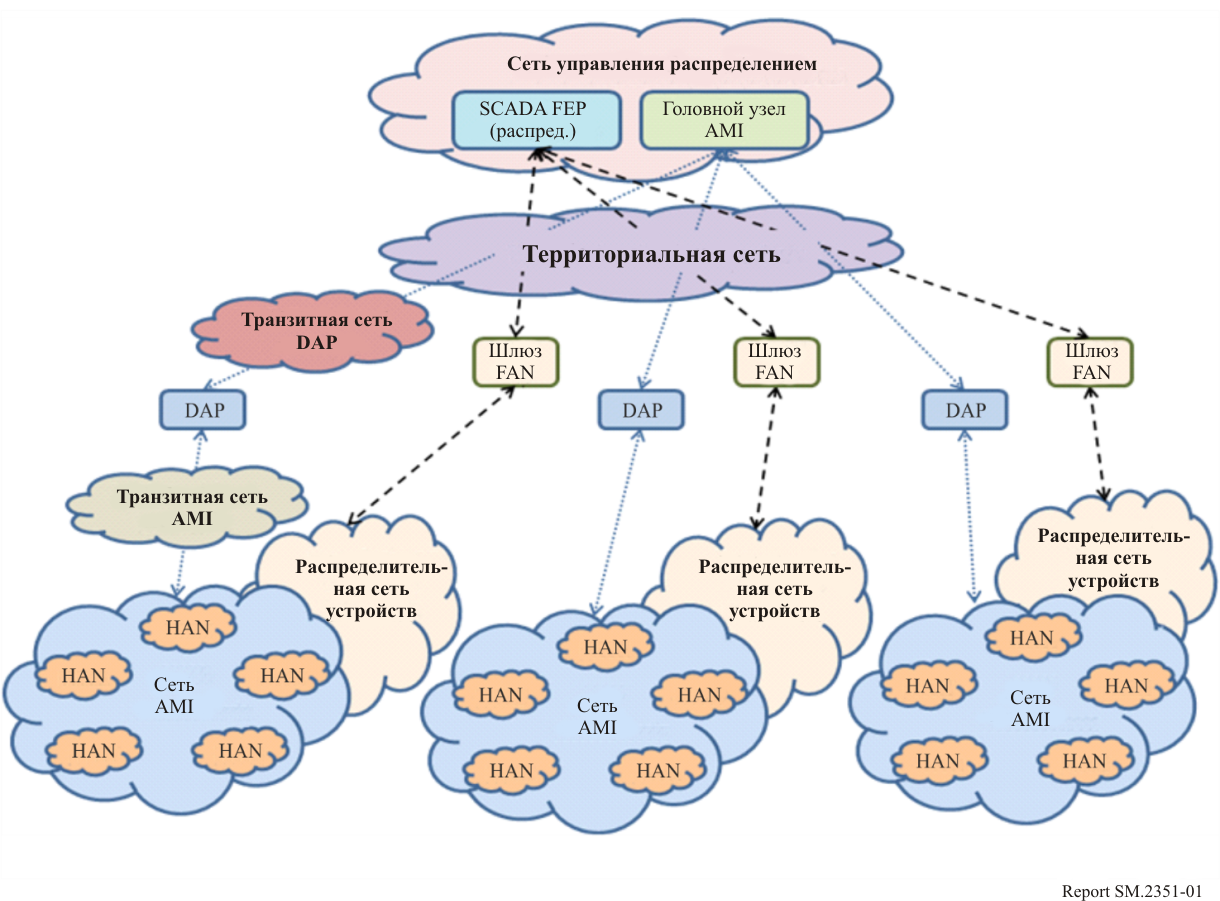 Сеть управления распределением
SCADA FEP
(распред.)
Головной узел
AMI
Территориальная сеть
Транзитная сеть
DAP
Шлюз
FAN
Шлюз
FAN
Шлюз
FAN
DAP
DAP
DAP
Транзитная сеть
AMI
Распределитель-
ная сеть
устройств
Распределитель-
ная сеть
устройств
Распределитель-
ная сеть
устройств
HAN
HAN
HAN
Сеть
AMI
HAN
HAN
HAN
HAN
HAN
Сеть
AMI
HAN
HAN
HAN
HAN
HAN
Сеть
AMI
HAN
HAN
Report SM.2351-01